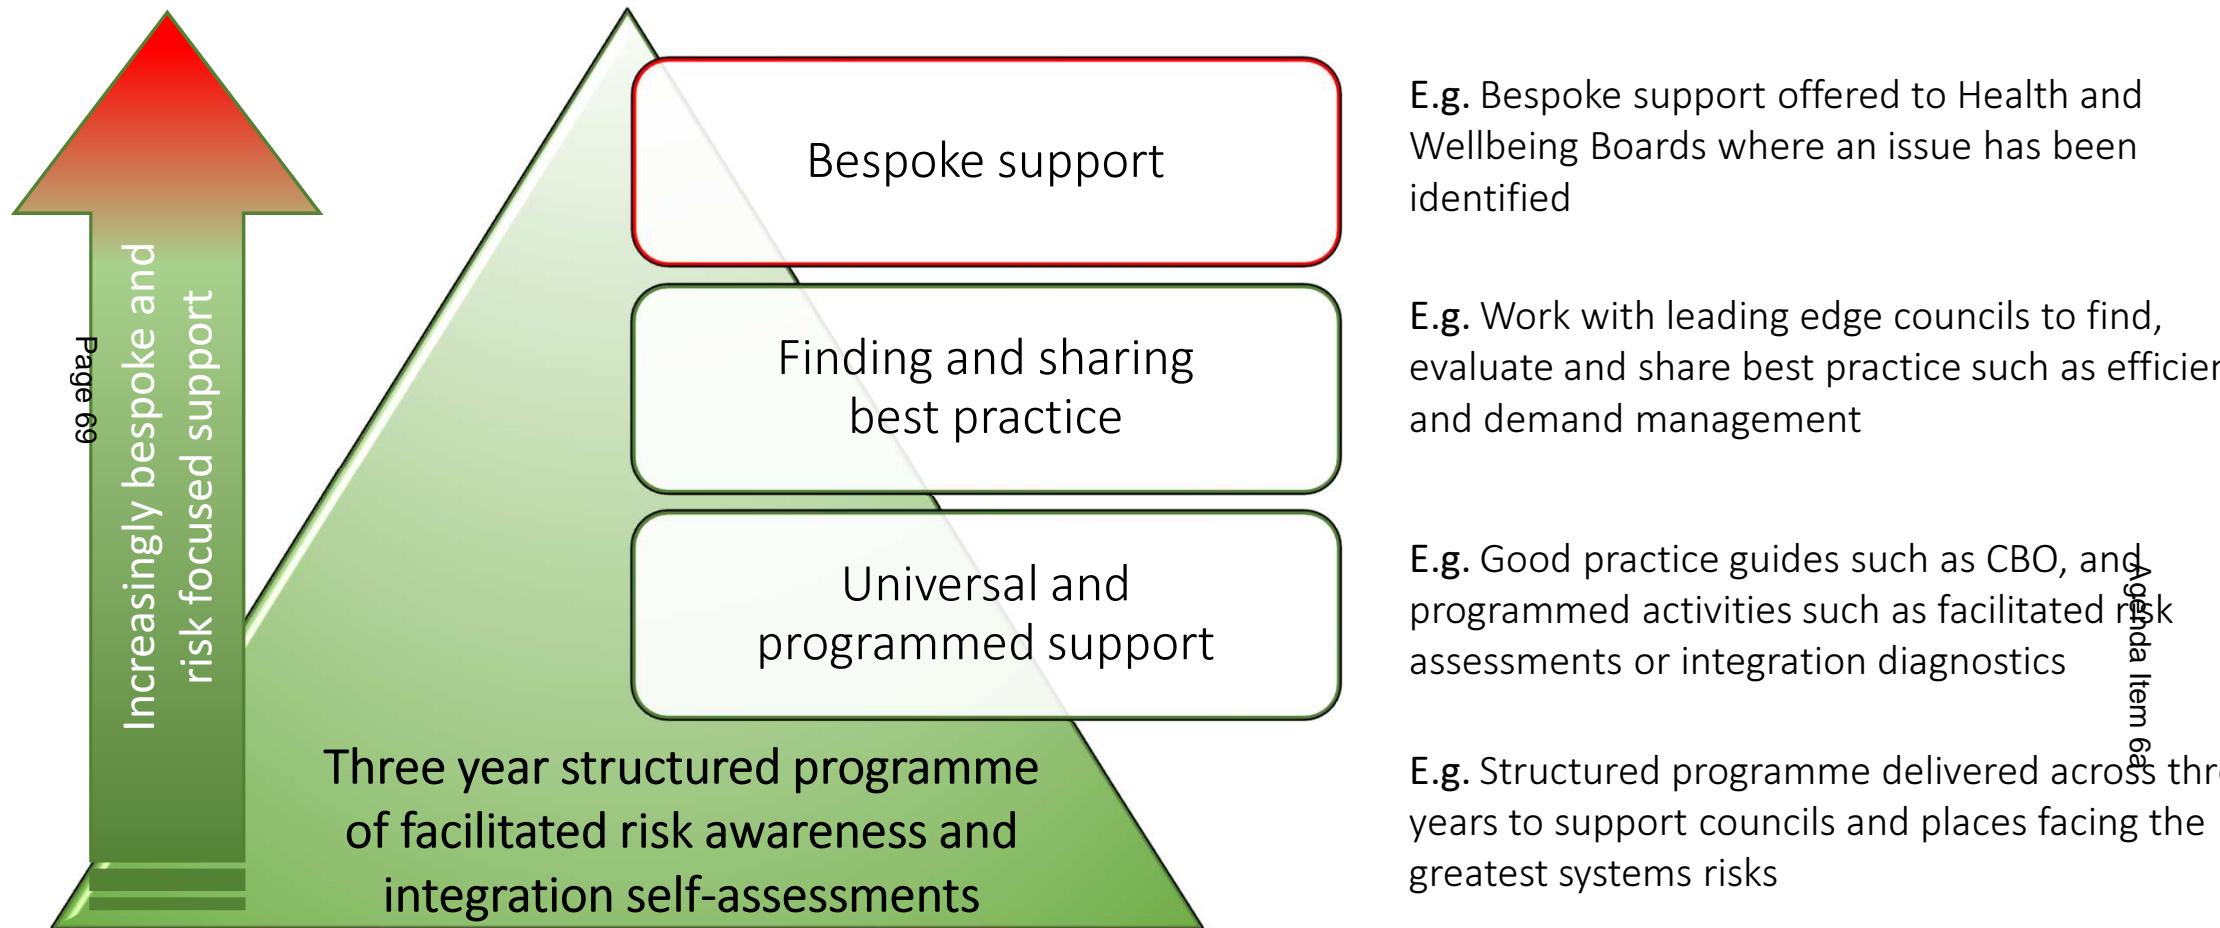 Increasingly bespoke and
risk focused support
Page 69
Bespoke support
E.g. Bespoke support offered to Health and
Wellbeing Boards where an issue has been
identified
Finding and sharing
best practice
E.g. Work with leading edge councils to find,
evaluate and share best practice such as
and demand management
Universal and
programmed support
E.g. Good practice guides such as CBO, and
programmed activities such as facilitated risk
assessments or integration diagnostics
Agenda Item 6a
Three year structured programme
of facilitated risk awareness and
integration self-assessments
E.g. Structured programme delivered across
years to support councils and places facing the
greatest systems risks